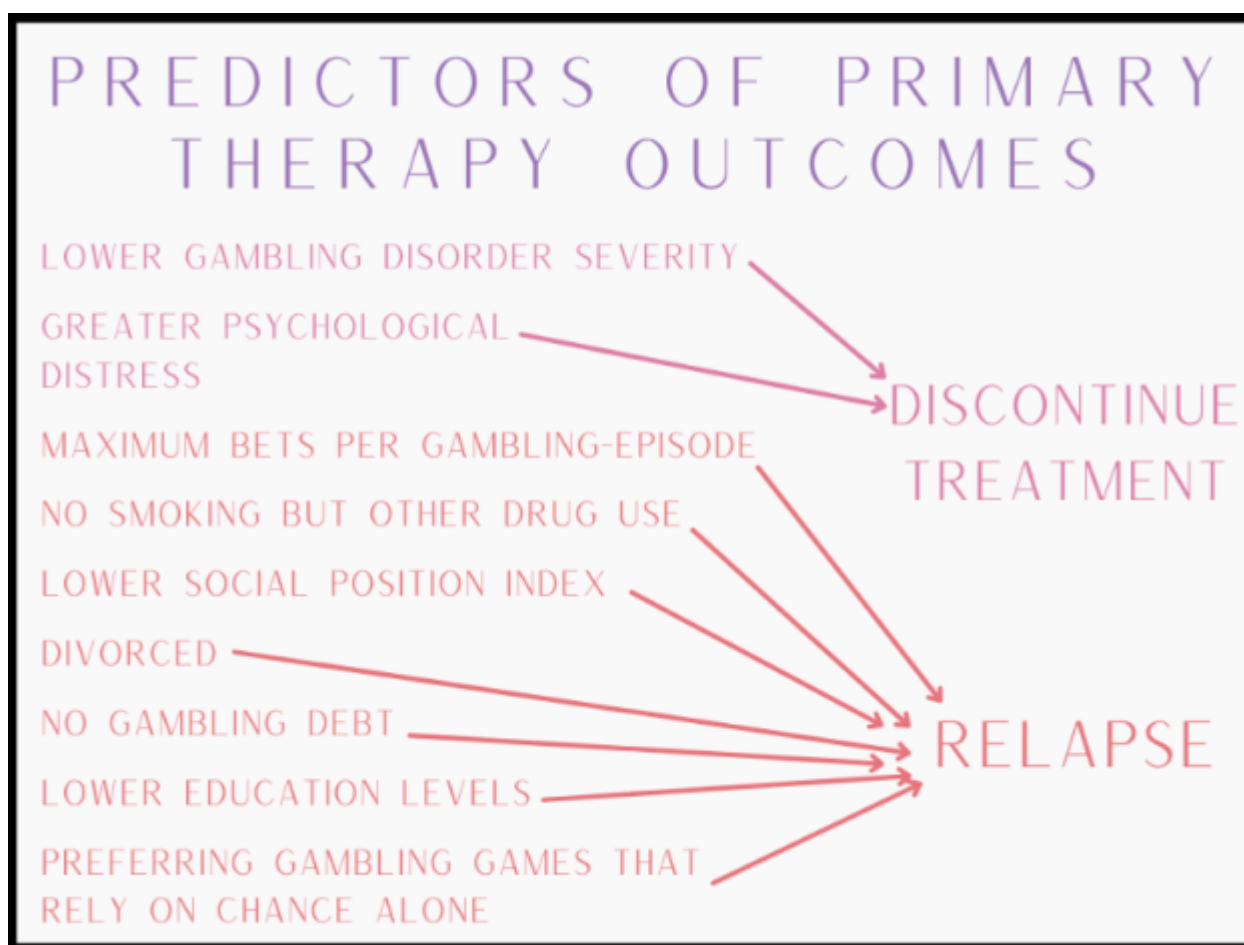 PREDICTORS OF PRIMARY
THERAPY OUTCOMES
LOWER GAMBLING DISORDER SEVERITY
GREATER PSYCHOLOGICAL
DISTRESS
MAXIMUM BETS PER GAMBLING-EPISODE
NO SMOKING BUT OTHER DRUG USE
LOWER SOCIAL POSITION INDEX
DIVORCED
NO GAMBLING DEBT
LOWER EDUCATION LEVELS
PREFERRING GAMBLING GAMES THAT
RELY ON CHANCE ALONE
DISCONTINUE
TREATMENT
RELAPSE